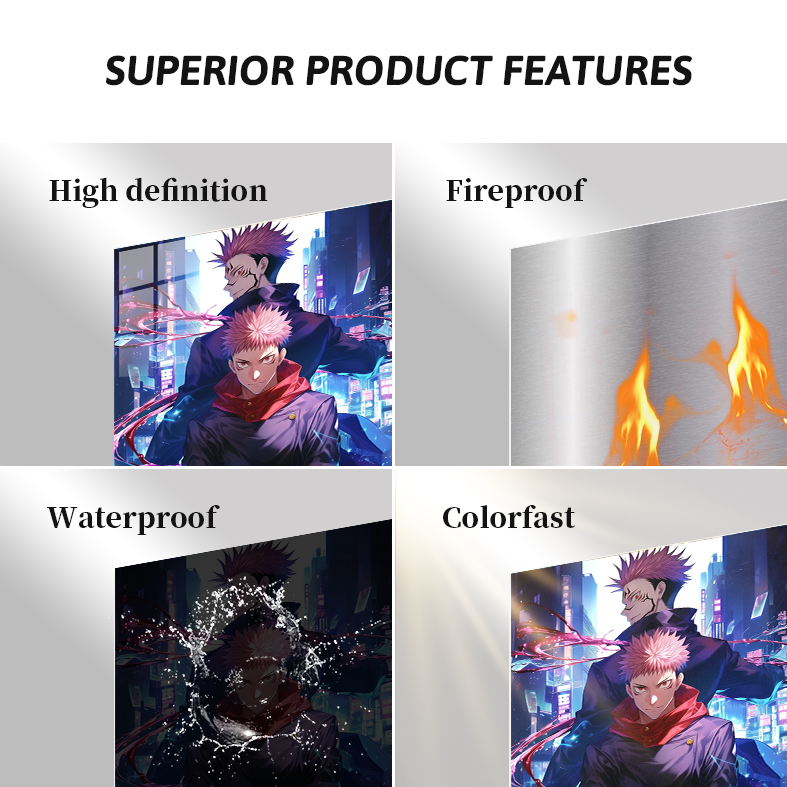 SUPERIOR PRODUCT FEATURES
High definition
Fireproof
Waterproof
Colorfast